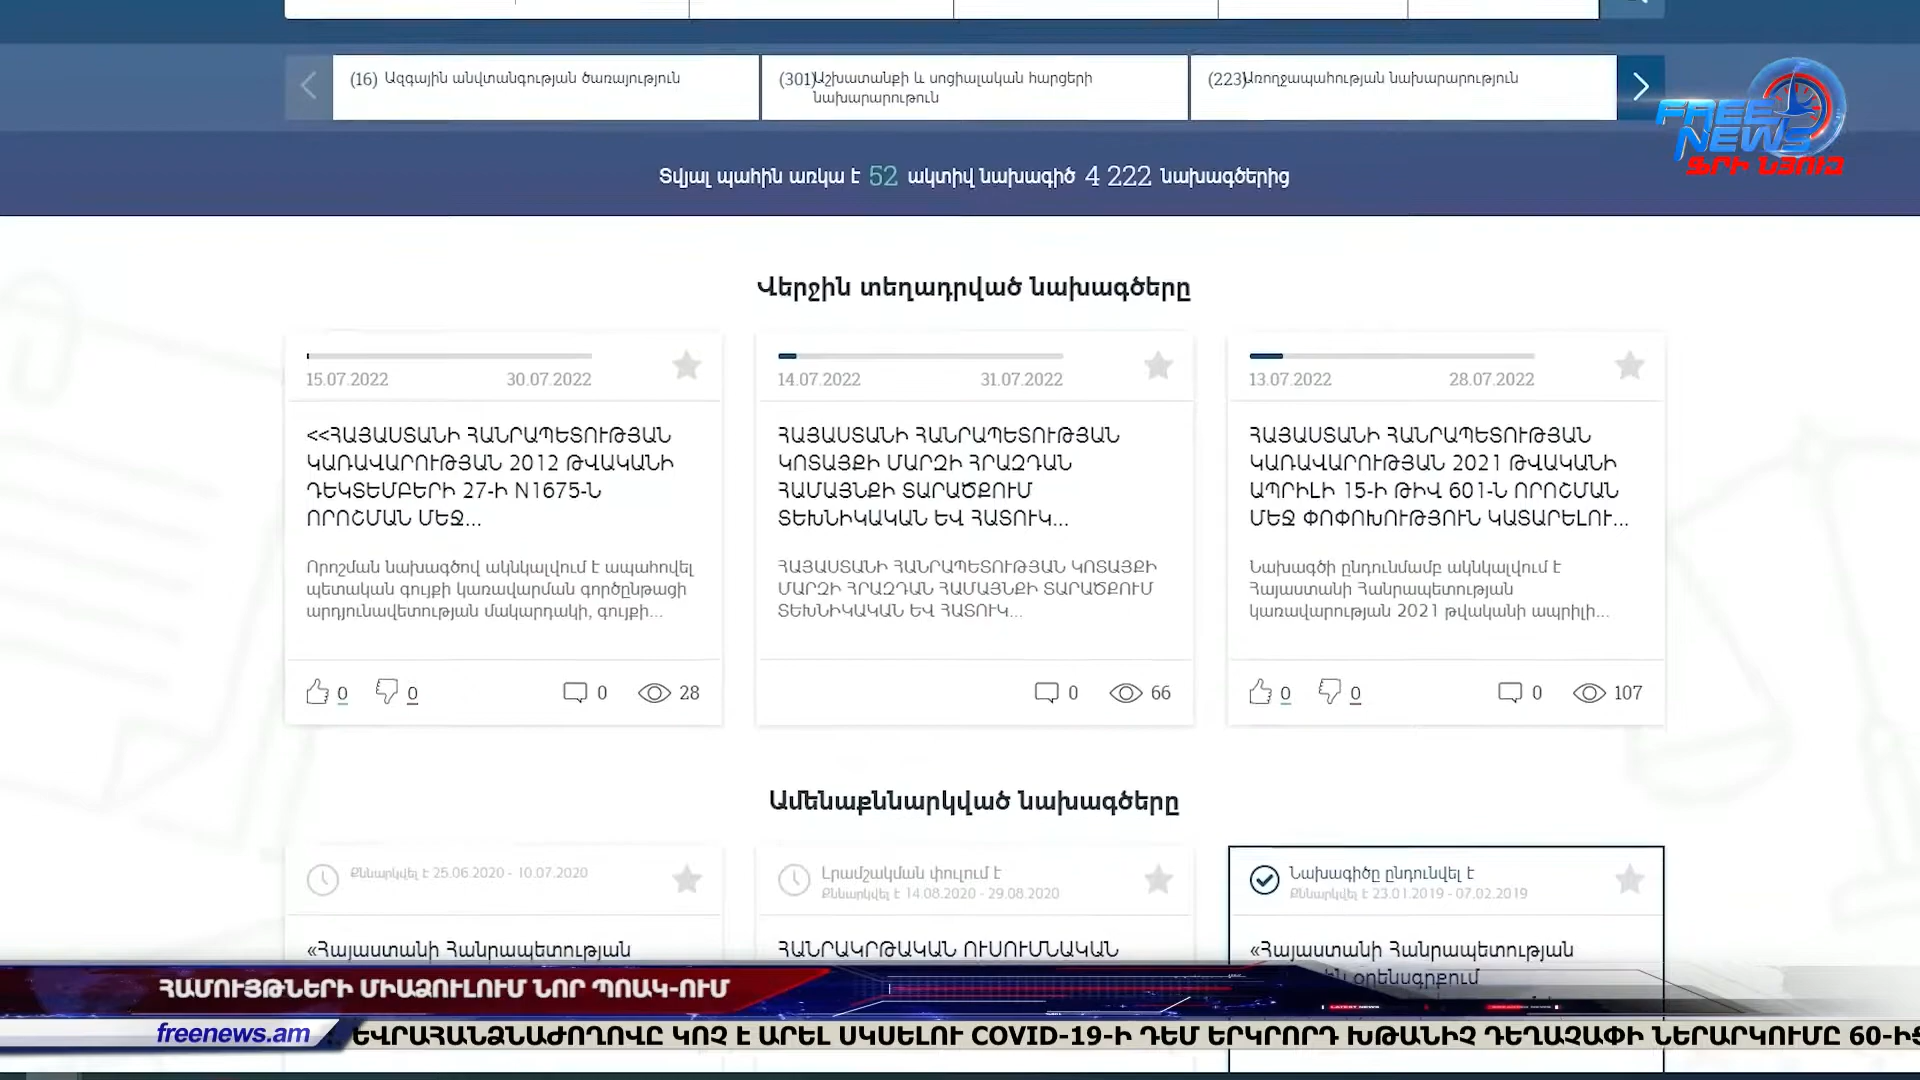 (16) Ազգային անվտանգության ծառայություն
(301) Աշխատանքի և սոցիալական հարցերի
նախարարութուն
(223) Առողջապահության նախարարություն
FREE
NEWS
ՖՐԻ ՆՅՈՒԶ
Տվյալ պահին առկա է 52 ակտիվ նախագիծ 4 222 նախագծերից
Վերջին տեղադրված նախագծերը
15.07.2022 30.07.2022
<<ՀԱՅԱՍՏԱՆԻ ՀԱՆՐԱՊԵՏՈՒԹՅԱՆ
ԿԱՌԱՎԱՐՈՒԹՅԱՆ 2012 ԹՎԱԿԱՆԻ
ԴԵԿՏԵՄԲԵՐԻ 27-Ի N1675-Ն
ՈՐՈՇՄԱՆ ՄԵՋ...
Որոշման նախագծով ակնկալվում է ապահովել
պետական գույքի կառավարման գործընթացի
արդյունավետության մակարդակի, գույքի...
0 0 0 28
14.07.2022 31.07.2022
ՀԱՅԱՍՏԱՆԻ ՀԱՆՐԱՊԵՏՈՒԹՅԱՆ
ԿՈՏԱՅՔԻ ՄԱՐԶԻ ՀՐԱԶԴԱՆ
ՀԱՄԱՅՆՔԻ ՏԱՐԱԾՔՈՒՄ
ՏԵԽՆԻԿԱԿԱՆ ԵՎ ՀԱՏՈՒԿ...
ՀԱՅԱՍՏԱՆԻ ՀԱՆՐԱՊԵՏՈՒԹՅԱՆ ԿՈՏԱՅՔԻ
ՄԱՐԶԻ ՀՐԱԶԴԱՆ ՀԱՄԱՅՆՔԻ ՏԱՐԱԾՔՈՒՄ
ՏԵԽՆԻԿԱԿԱՆ ԵՎ ՀԱՏՈՒԿ...
0 66
13.07.2022 28.07.2022
ՀԱՅԱՍՏԱՆԻ ՀԱՆՐԱՊԵՏՈՒԹՅԱՆ
ԿԱՌԱՎԱՐՈՒԹՅԱՆ 2021 ԹՎԱԿԱՆԻ
ԱՊՐԻԼԻ 15-Ի ԹԻՎ 601-Ն ՈՐՈՇՄԱՆ
ՄԵՋ ՓՈՓՈԽՈՒԹՅՈՒՆ ԿԱՏԱՐԵԼՈՒ...
Նախագծի ընդունմամբ ակնկալվում է
Հայաստանի Հանրապետության
կառավարության 2021 թվականի ապրիլի...
0 0 0 107
Ամենաքննարկված նախագծերը
Քննարկվել է 25.06.2020 - 10.07.2020
«Հայաստանի Հանրապետության
Լրամշակման փուլում է
Քննարկվել է 14.08.2020 - 29.08.2020
ՀԱՆՐԱԿՐԹԱԿԱՆ ՈՒՍՈՒՄՆԱԿԱՆ
Նախագիծը ընդունվել է
Քննարկվել է 23.01.2019 - 07.02.2019
«Հայաստանի Հանրապետության
օրենսգրքում
ՀԱՄՈՒՅԹՆԵՐԻ ՄԻԱՁՈՒԼՈՒՄ ՆՈՐ ՊՈԱԿ-ՈՒՄ
LATEST NEWS
freenews.am
ԵՎՐԱՀԱՆՁՆԱԺՈՂՈՎԸ ԿՈՉ Է ԱՐԵԼ ՍԿՍԵԼՈՒ COVID-19-Ի ԴԵՄ ԵՐԿՐՈՐԴ ԽԹԱՆԻՉ ԴԵՂԱՉԱՓԻ ՆԵՐԱՐԿՈՒՄԸ 60-ԻՑ